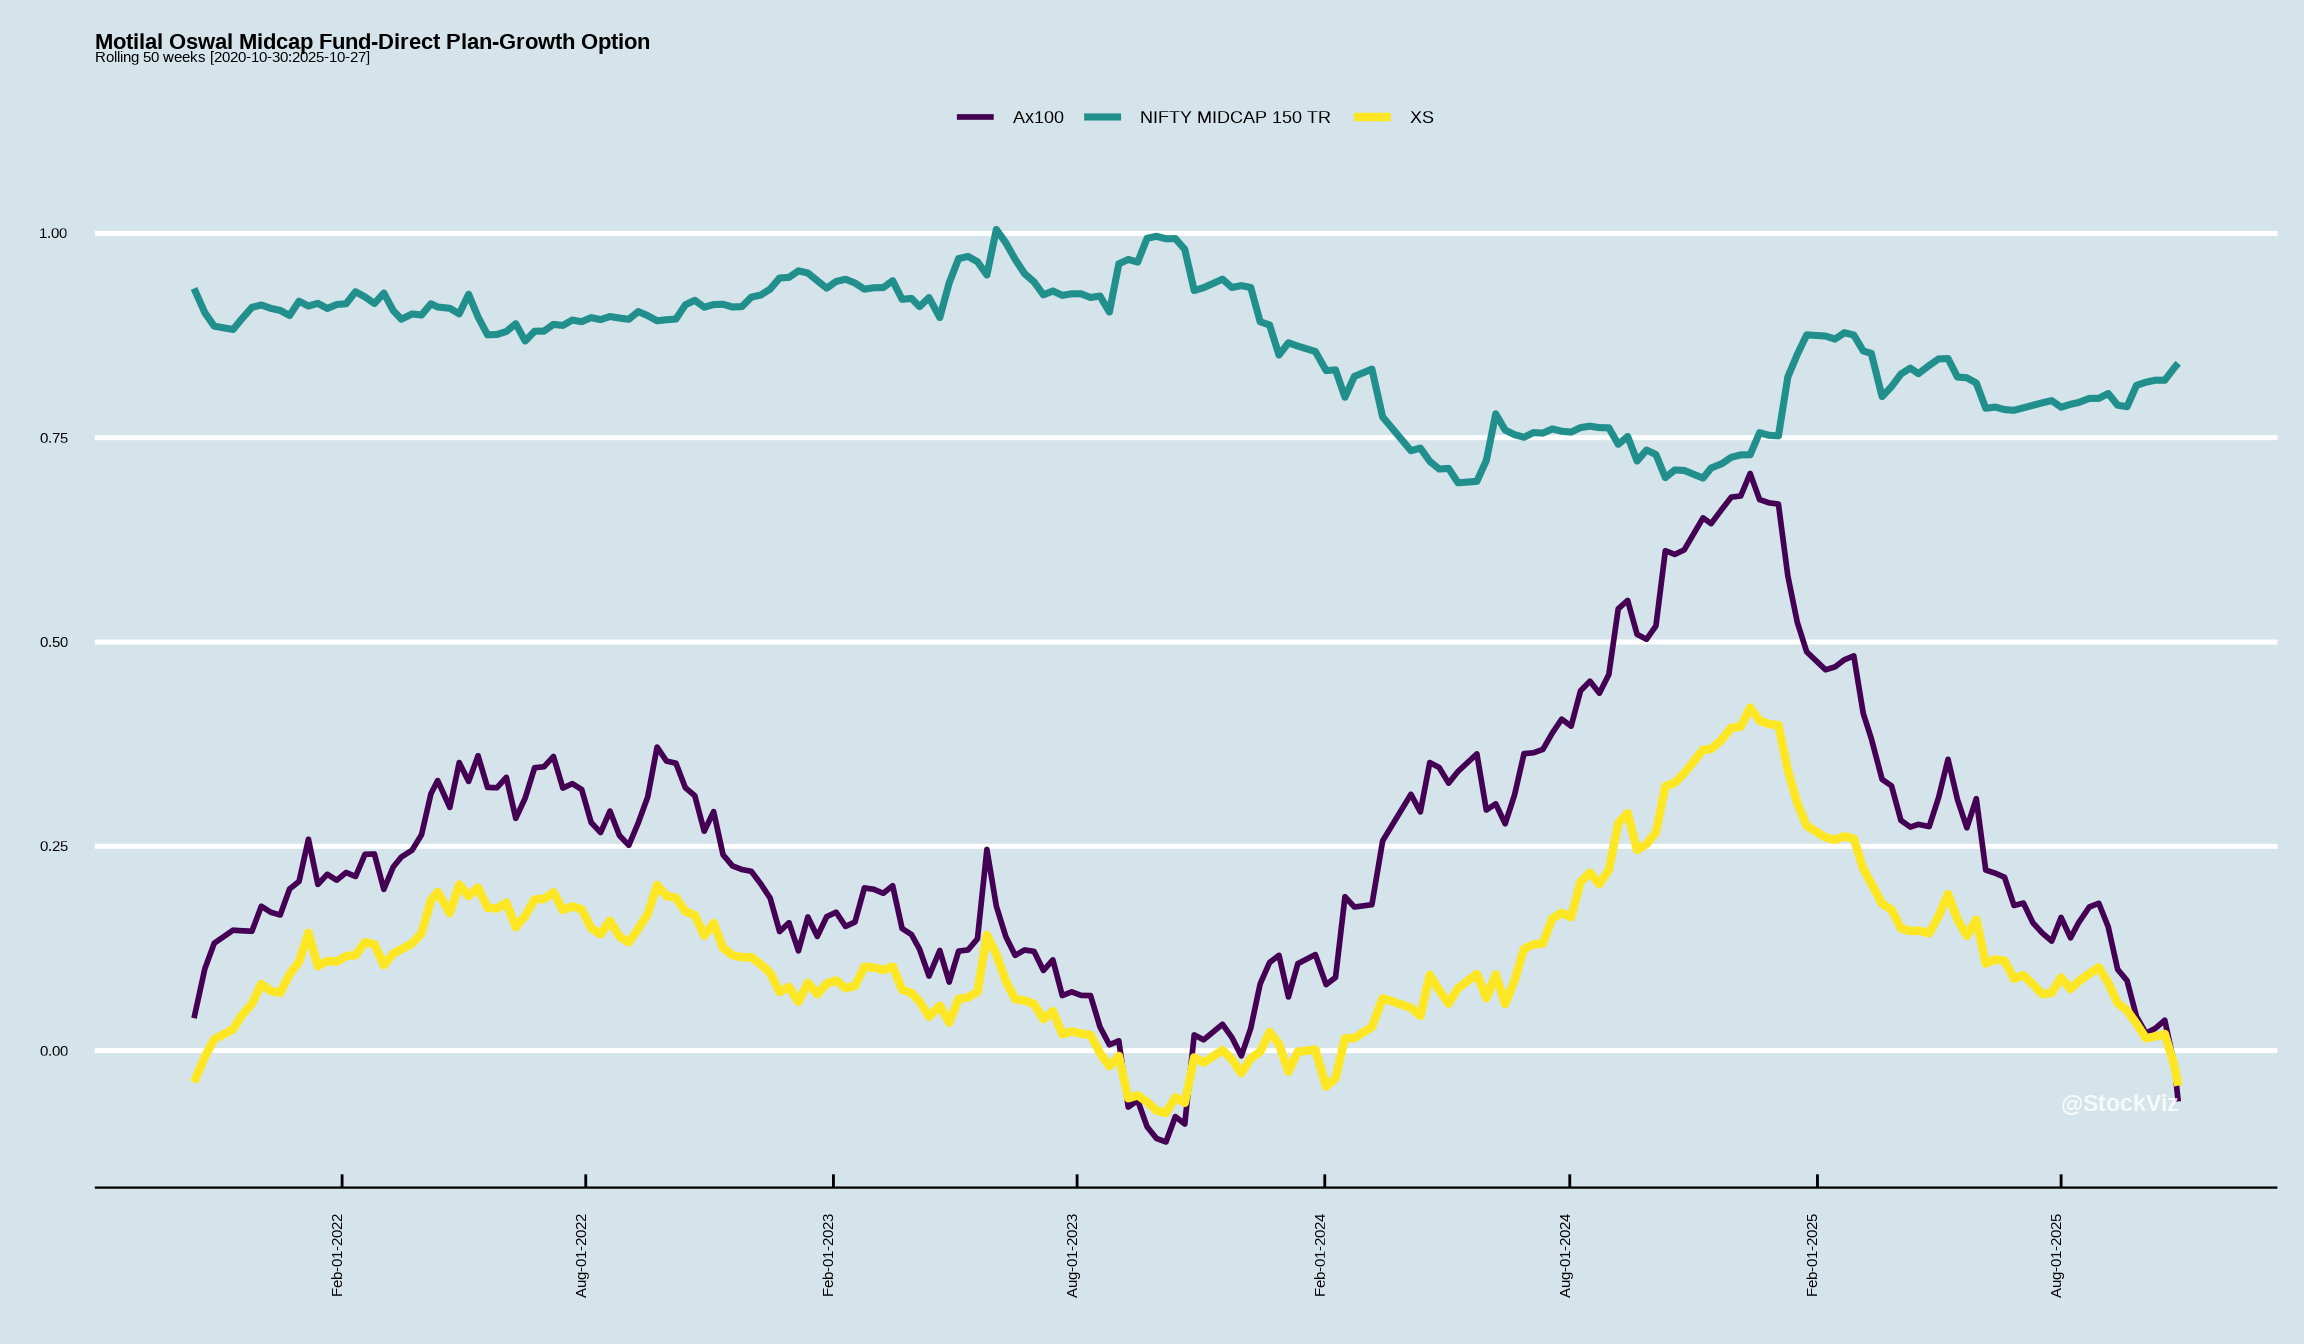 Motilal Oswal Midcap Fund-Direct Plan-Growth Option
Rolling 50 weeks [2020-10-30:2025-10-27]
Ax100 NIFTY MIDCAP 150 TR XS
1.00
0.75
0.50
0.25
0.00
@StockViz
Feb-01-2022 Aug-01-2022 Feb-01-2023 Aug-01-2023 Feb-01-2024 Aug-01-2024 Feb-01-2025 Aug-01-2025